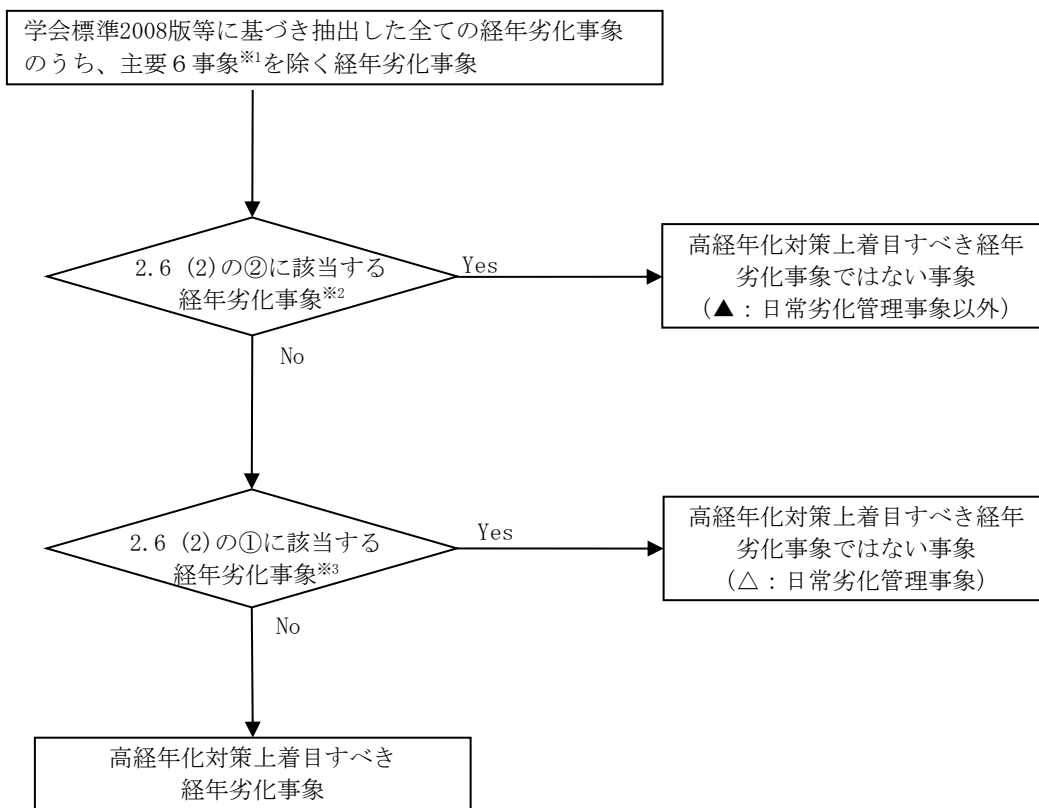 学会標準2008版等に基づき抽出した全ての経年劣化事象
のうち、主要６事象※1を除く経年劣化事象
2.6 (2)の②に該当する
経年劣化事象※2
Yes
高経年化対策上着目すべき経年
劣化事象ではない事象
（▲：日常劣化管理事象以外）
No
2.6 (2)の①に該当する
経年劣化事象※3
Yes
高経年化対策上着目すべき経年
劣化事象ではない事象
（△：日常劣化管理事象）
No
高経年化対策上着目すべき
経年劣化事象